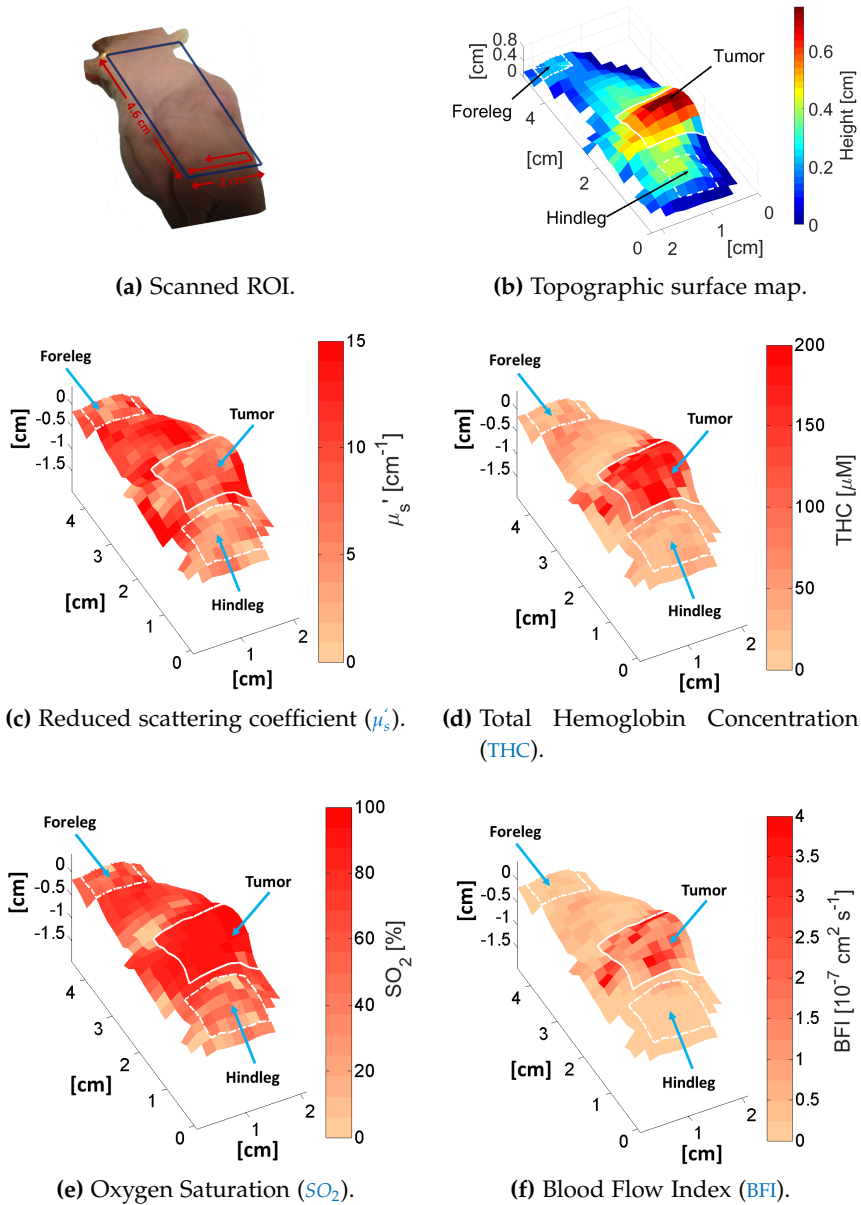 4.6 cm
2 cm
(a) Scanned ROI.
0.8
0.4
0
[cm]
Foreleg
Tumor
Hindleg
4
2
0
[cm]
2
1
0
[cm]
0.6
0.4
0.2
0
Height [cm]
(b) Topographic surface map.
Foreleg
Tumor
Hindleg
0
-0.5
-1
-1.5
[cm]
4
3
2
1
0
[cm]
1
2
[cm]
15
10
5
0
μs' [cm-1]
(c) Reduced scattering coefficient (μ′s).
Foreleg
Tumor
Hindleg
0
-0.5
-1
-1.5
[cm]
4
3
2
1
0
[cm]
1
2
[cm]
200
150
100
50
0
THC [μM]
(d) Total Hemoglobin Concentration
(THC).
Foreleg
Tumor
Hindleg
0
-0.5
-1
-1.5
[cm]
4
3
2
1
0
[cm]
1
2
[cm]
100
80
60
40
20
0
SO2 [%]
(e) Oxygen Saturation (SO2).
Foreleg
Tumor
Hindleg
0
-0.5
-1
-1.5
[cm]
4
3
2
1
0
[cm]
1
2
[cm]
4
3.5
3
2.5
2
1.5
1
0.5
0
BFI [10-7 cm2 s-1]
(f) Blood Flow Index (BFI).